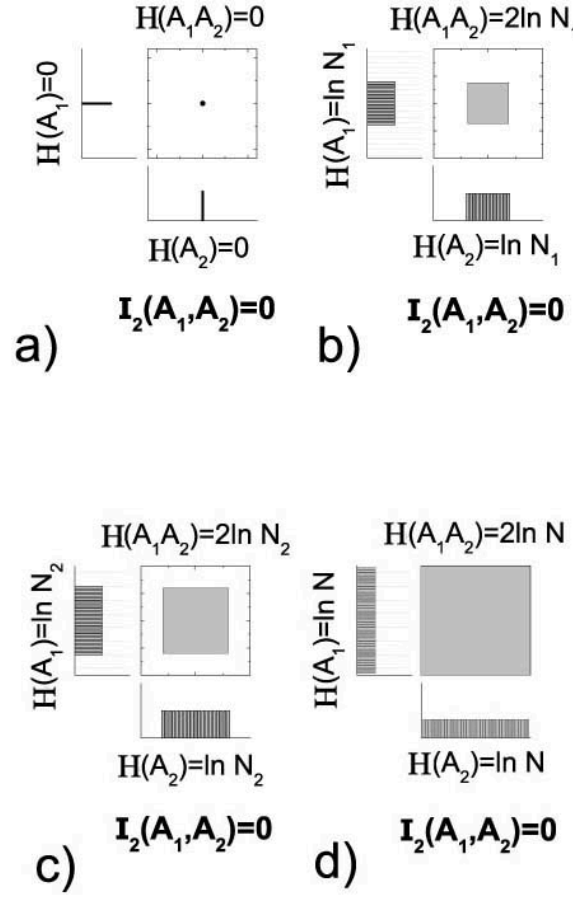 H(A₁A₂)=0
H(A₁)=0
H(A₂)=0
I₂(A₁,A₂)=0
a)
H(A₁A₂)=2ln N
H(A₁)=ln N₁
H(A₂)=ln N₁
I₂(A₁,A₂)=0
b)
H(A₁A₂)=2ln N₂
H(A₁)=ln N₂
H(A₂)=ln N₂
I₂(A₁,A₂)=0
c)
H(A₁A₂)=2ln N
H(A₁)=ln N
H(A₂)=ln N
I₂(A₁,A₂)=0
d)